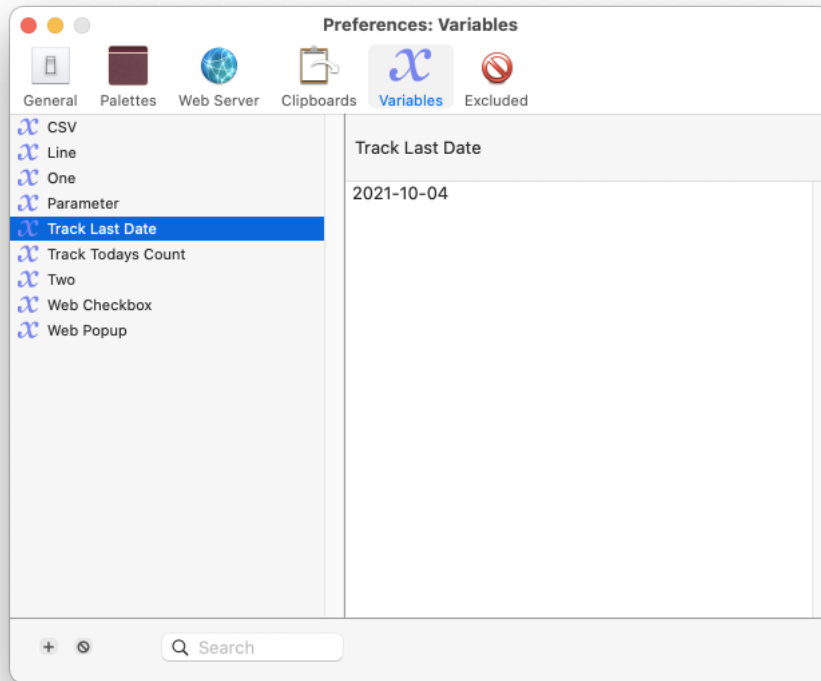 Preferences: Variables
General Palettes Web Server Clipboards Variables Excluded
CSV
Line
One
Parameter
Track Last Date
Track Todays Count
Two
Web Checkbox
Web Popup
Track Last Date
2021-10-04
Search